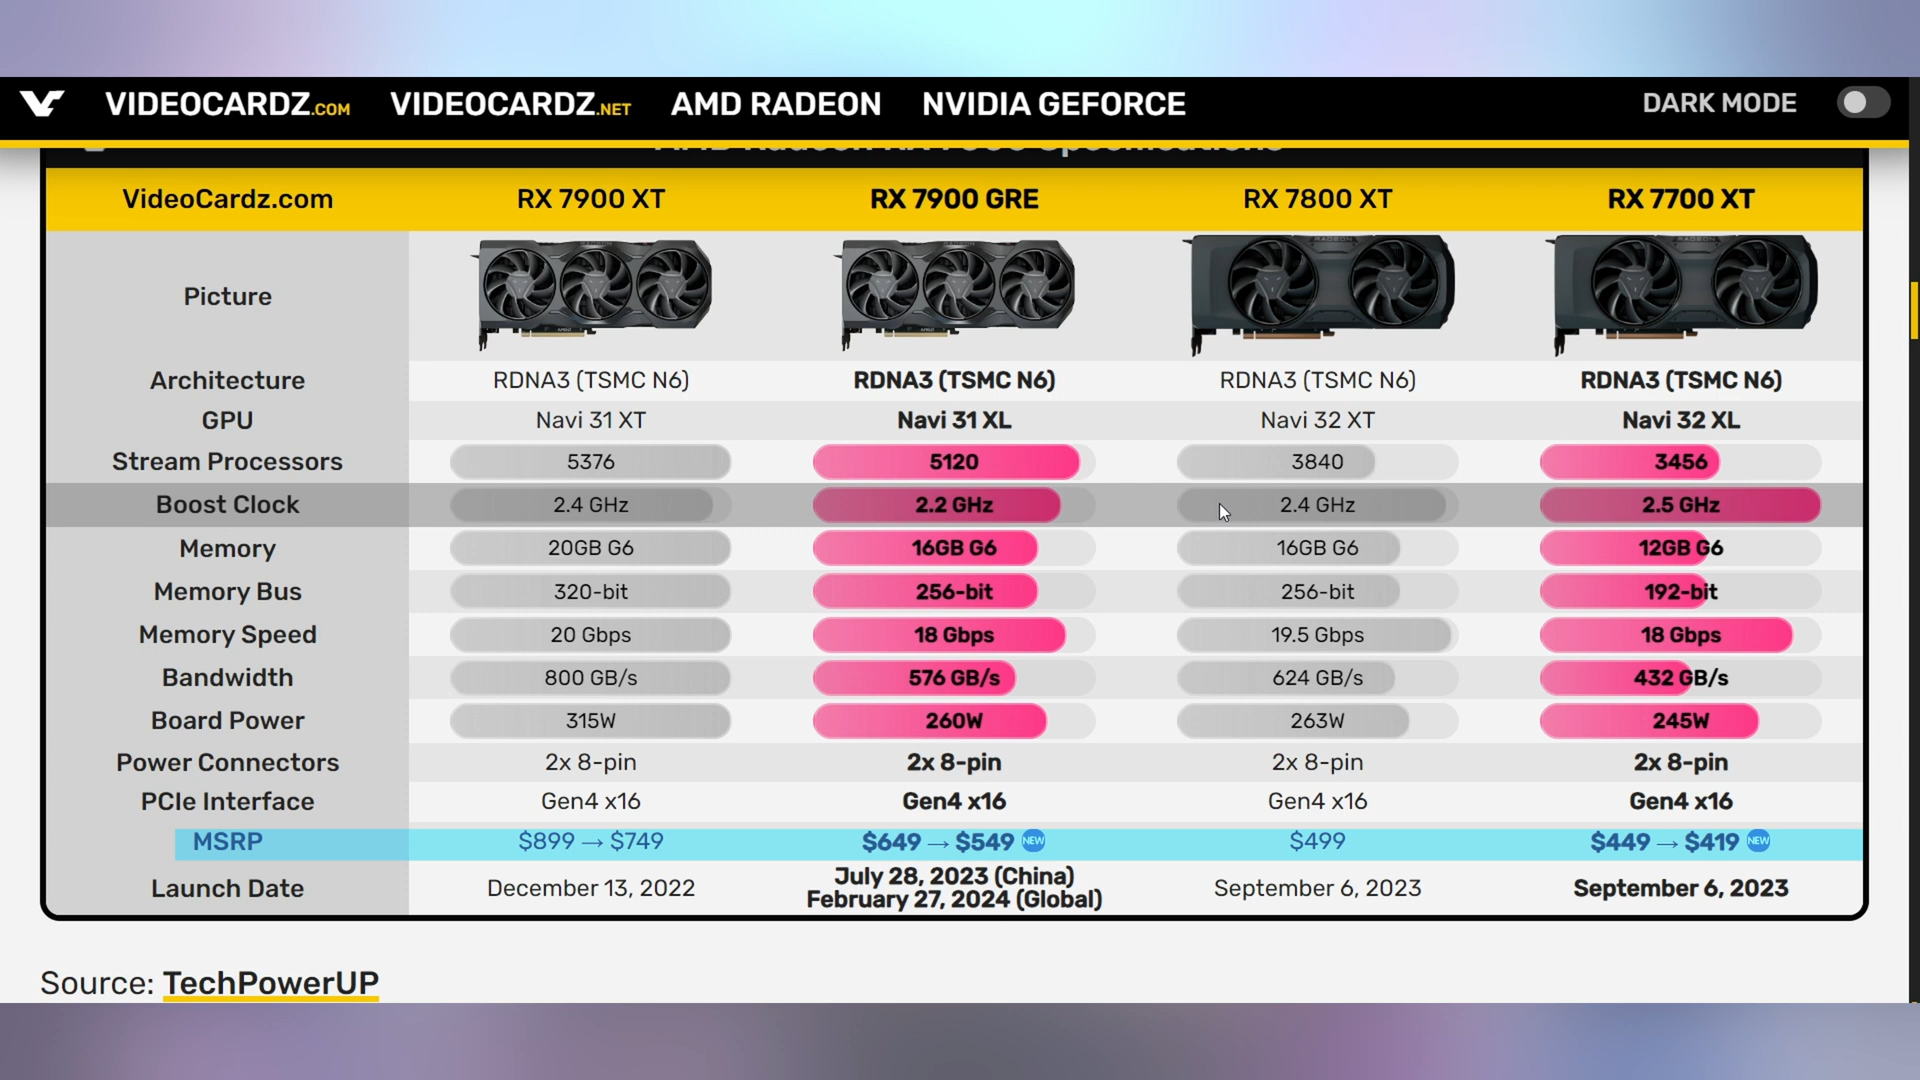 VIDEOCARDZ.COM VIDEOCARDZ.NET AMD RADEON NVIDIA GEFORCE DARK MODE
VideoCardz.com RX 7900 XT RX 7900 GRE RX 7800 XT RX 7700 XT
Picture
Architecture RDNA3 (TSMC N6) RDNA3 (TSMC N6) RDNA3 (TSMC N6) RDNA3 (TSMC N6)
GPU Navi 31 XT Navi 31 XL Navi 32 XT Navi 32 XL
Stream Processors 5376 5120 3840 3456
Boost Clock 2.4 GHz 2.2 GHz 2.4 GHz 2.5 GHz
Memory 20GB G6 16GB G6 16GB G6 12GB G6
Memory Bus 320-bit 256-bit 256-bit 192-bit
Memory Speed 20 Gbps 18 Gbps 19.5 Gbps 18 Gbps
Bandwidth 800 GB/s 576 GB/s 624 GB/s 432 GB/s
Board Power 315W 260W 263W 245W
Power Connectors 2x 8-pin 2x 8-pin 2x 8-pin 2x 8-pin
PCIe Interface Gen4 x16 Gen4 x16 Gen4 x16 Gen4 x16
MSRP $899 → $749 $649 → $549 NEW $499 $449 → $419 NEW
Launch Date December 13, 2022 July 28, 2023 (China) September 6, 2023 September 6, 2023
February 27, 2024 (Global)
Source: TechPowerUP